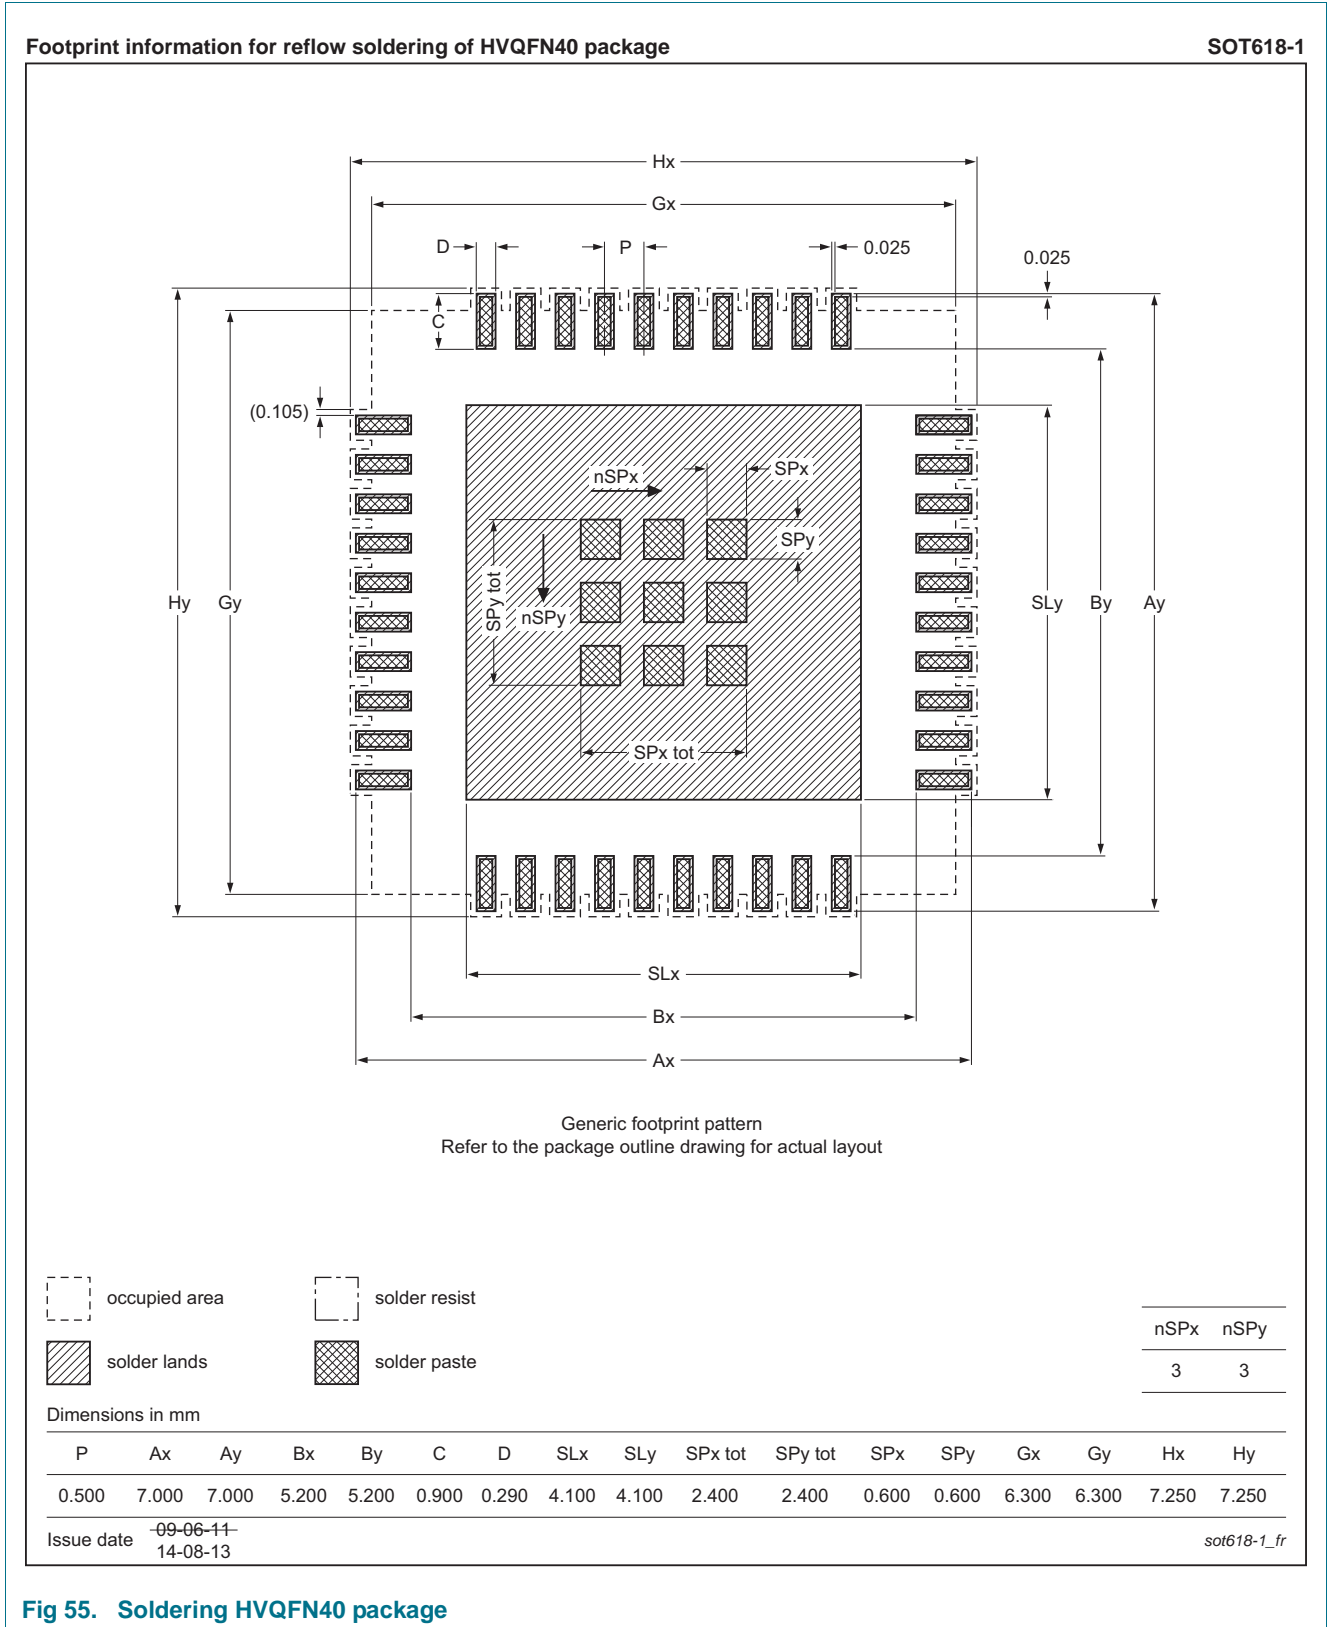 Footprint information for reflow soldering of HVQFN40 package SOT618-1
Hx
Gx
D P 0.025
0.025
C
(0.105)
SPx
nSPx
SPy
SPy tot
nSPy
Hy Gy SLy By Ay
SPx tot
SLx
Bx
Ax
Generic footprint pattern
Refer to the package outline drawing for actual layout
occupied area solder resist
solder lands solder paste
nSPx nSPy
3 3
Dimensions in mm
P Ax Ay Bx By C D SLx SLy SPx tot SPy tot SPx SPy Gx Gy Hx Hy
0.500 7.000 7.000 5.200 5.200 0.900 0.290 4.100 4.100 2.400 2.400 0.600 0.600 6.300 6.300 7.250 7.250
Issue date 09-06-11
14-08-13
sot618-1_fr
Fig 55. Soldering HVQFN40 package